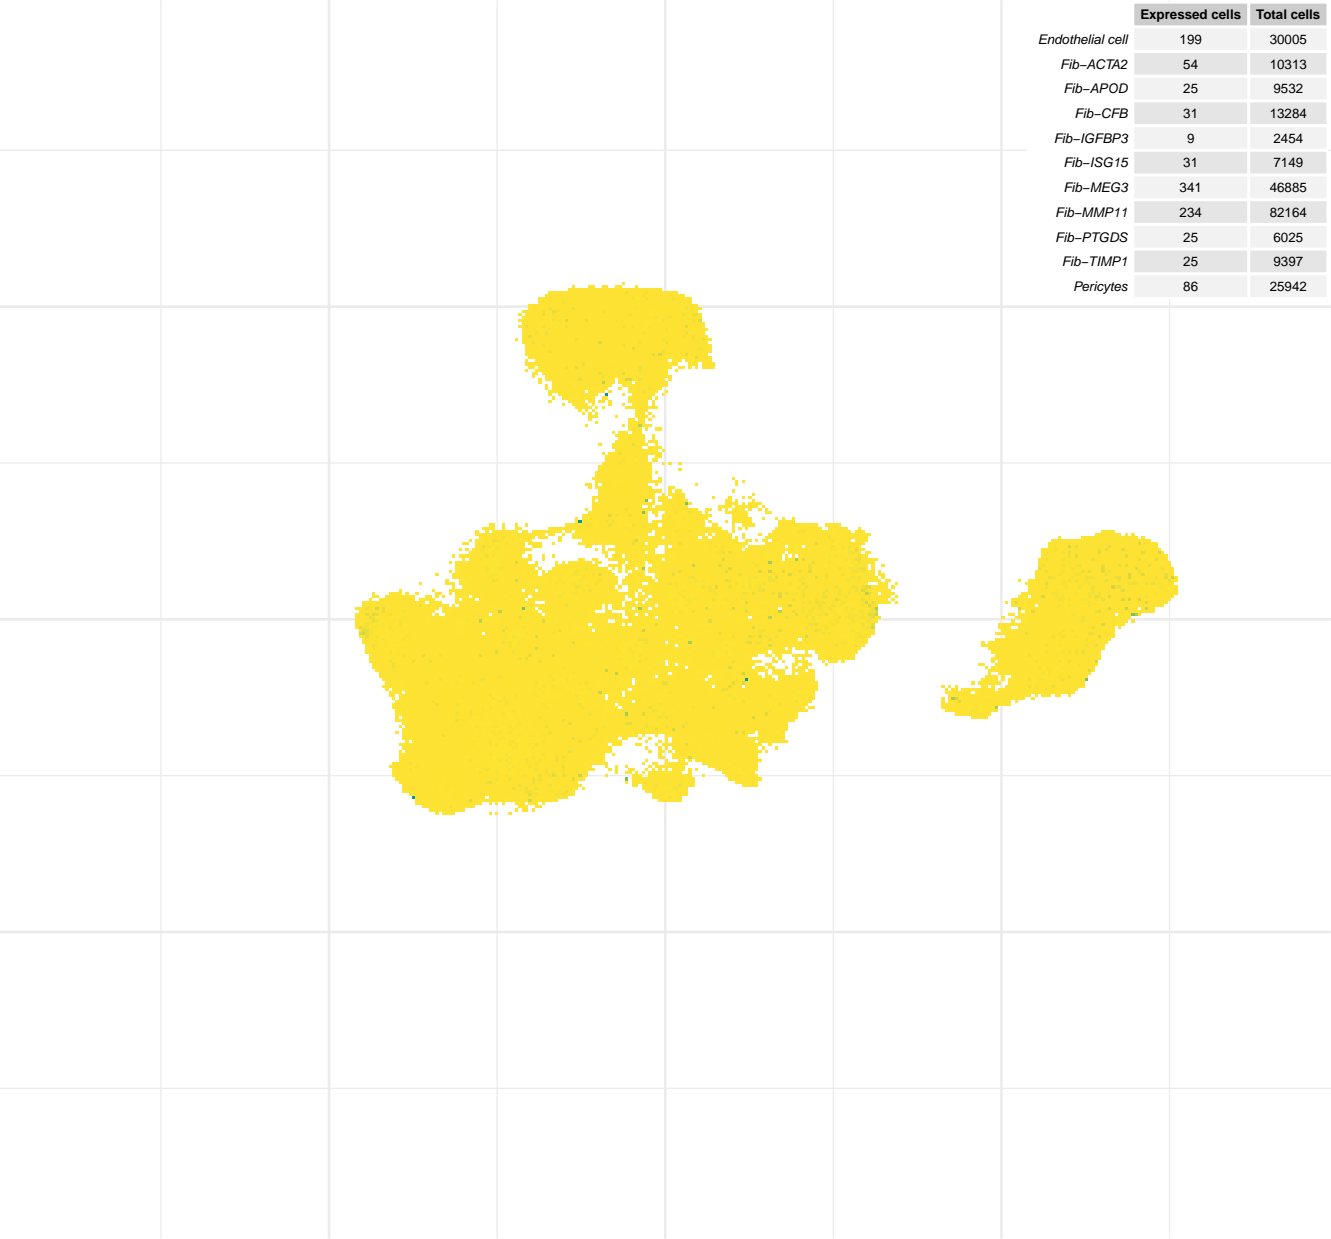 Expressed cells Total cells
Endothelial cell 199 30005
Fib−ACTA2 54 10313
Fib−APOD 25 9532
Fib−CFB 31 13284
Fib−IGFBP3 9 2454
Fib−ISG15 31 7149
Fib−MEG3 341 46885
Fib−MMP11 234 82164
Fib−PTGDS 25 6025
Fib−TIMP1 25 9397
Pericytes 86 25942